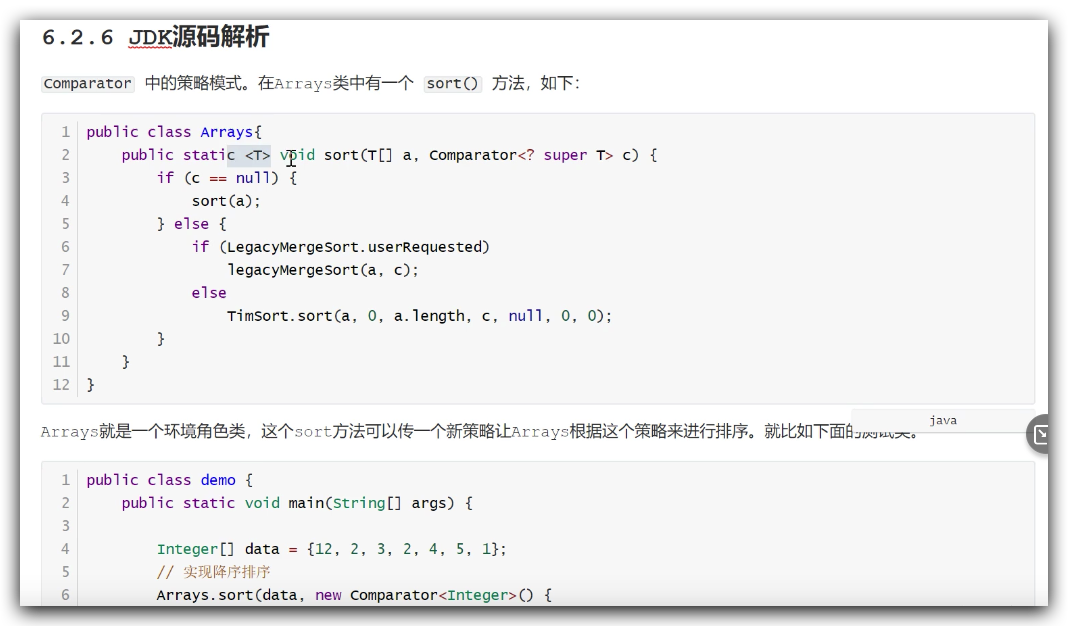 6.2.6 JDK源码解析
Comparator 中的策略模式。在Arrays类中有一个 sort() 方法，如下：
1 public class Arrays{
2     public static <T> void sort(T[] a, Comparator<? super T> c) {
3         if (c == null) {
4             sort(a);
5         } else {
6             if (LegacyMergeSort.userRequested)
7                 legacyMergeSort(a, c);
8             else
9                 TimSort.sort(a, 0, a.length, c, null, 0, 0);
10         }
11     }
12 }
java
Arrays就是一个环境角色类，这个sort方法可以传一个新策略让Arrays根据这个策略来进行排序。就比如下面的测试类。
1 public class demo {
2     public static void main(String[] args) {
3
4         Integer[] data = {12, 2, 3, 2, 4, 5, 1};
5         // 实现降序排序
6         Arrays.sort(data, new Comparator<Integer>() {